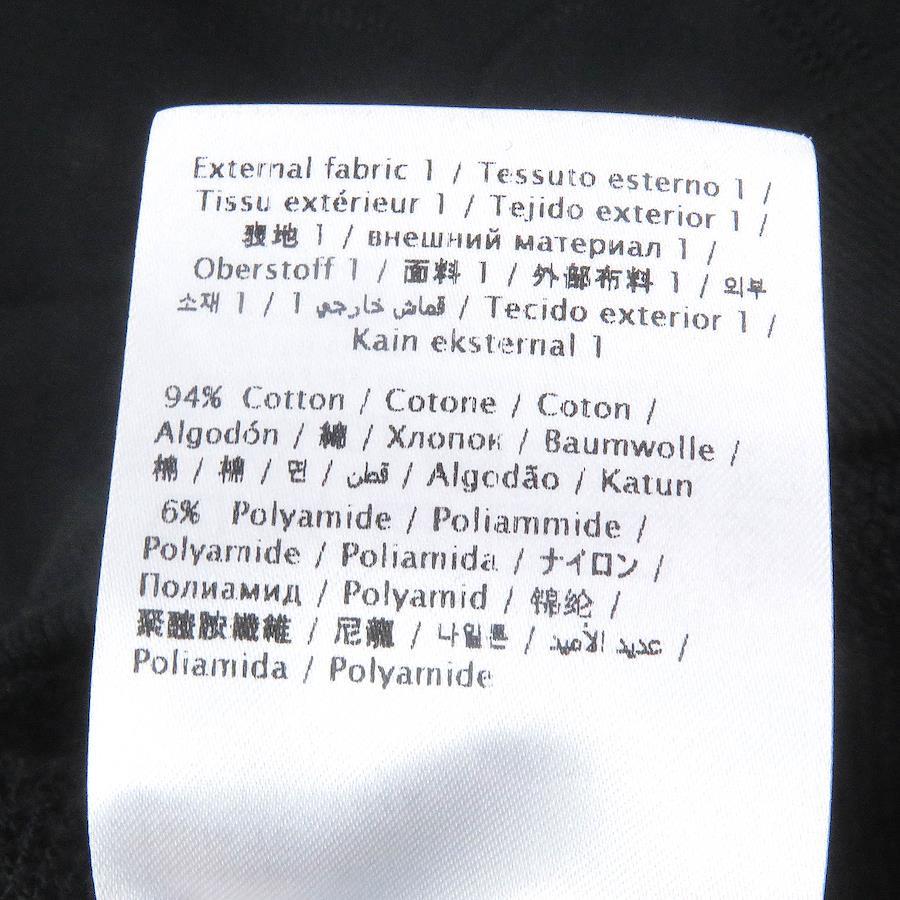 External fabric 1 / Tessuto esterno 1 /
Tissu extérieur 1 / Tejido exterior 1 /
表地 1 / внешний материал 1 /
Oberstoff 1 / 面料 1 / 外部布料 1 / 외부
소재 1 / قماش خارجي 1 / Tecido exterior 1 /
Kain eksternal 1
94% Cotton / Cotone / Coton /
Algodón / 綿 / Хлопок / Baumwolle /
棉 / 棉 / 면 / قطن / Algodão / Katun
6% Polyamide / Poliammide /
Polyamide / Poliamida / ナイロン /
Полиамид / Polyamid / 锦纶 /
聚醯胺纖維 / 尼龍 / 나일론 / /
Poliamida / Polyamide